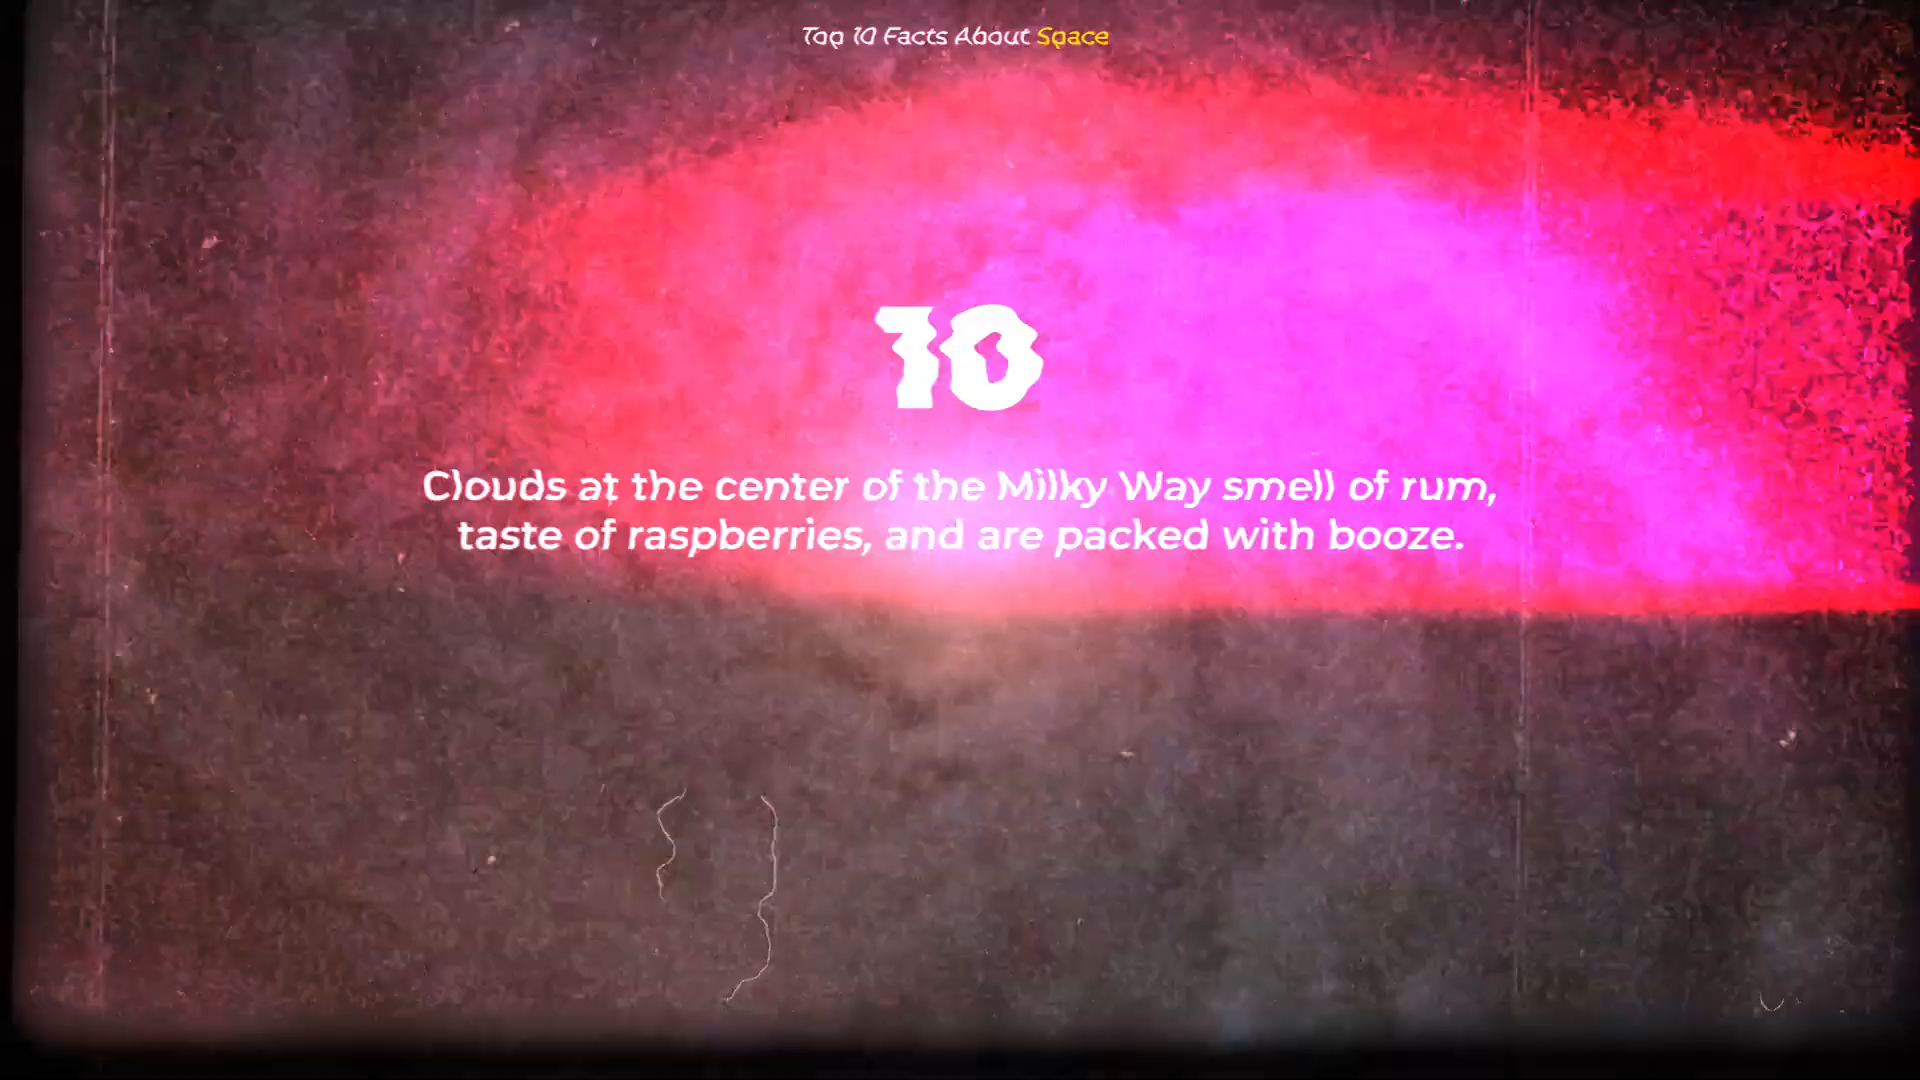 Top 10 Facts About Space
10
Clouds at the center of the Milky Way smell of rum,
taste of raspberries, and are packed with booze.